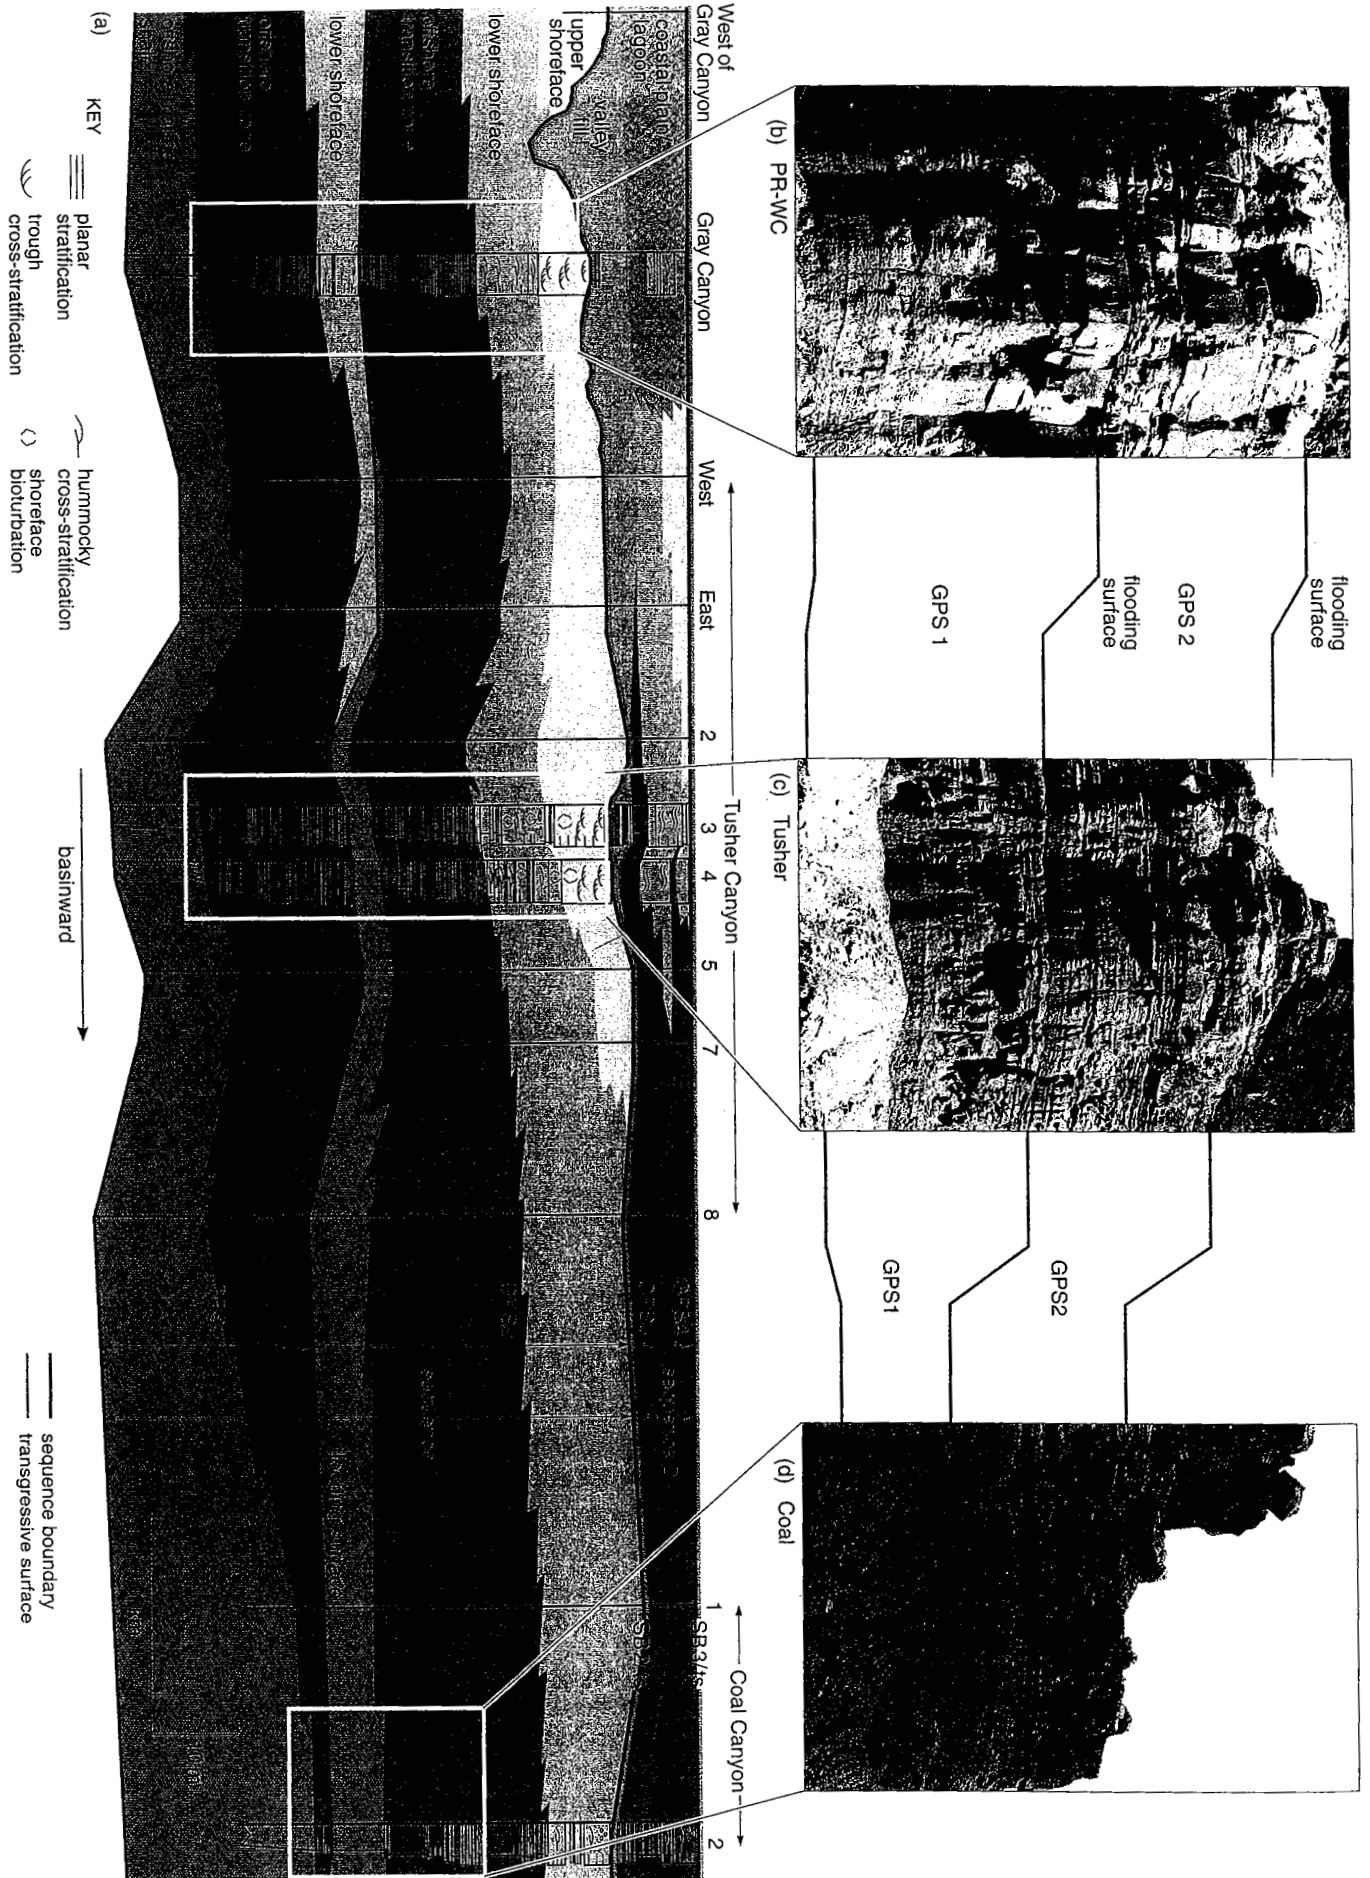 (b) PR-WC
flooding
surface
GPS 2
flooding
surface
GPS 1
(c) Tusher
GPS2
GPS1
(d) Coal
West of
Gray Canyon
Gray Canyon
West
East
2
Tusher Canyon
3
4
5
7
8
Coal Canyon
1
2
coastal plain
lagoon
valley
fill
upper
shoreface
lower shoreface
lower shoreface
SB3/ts
(a)
KEY
planar
stratification
trough
cross-stratification
hummocky
cross-stratification
shoreface
bioturbation
basinward
sequence boundary
transgressive surface